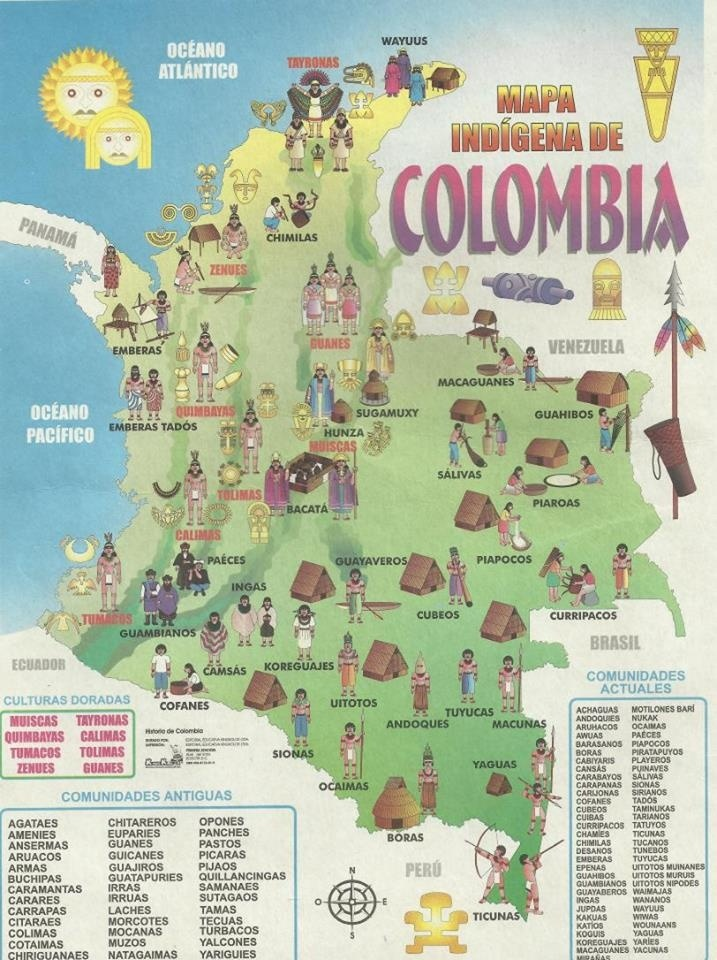 OCÉANO
ATLÁNTICO
TAYRONAS
WAYUUS
MAPA
INDÍGENA DE
COLOMBIA
PANAMÁ
CHIMILAS
ZENUES
GUANES
VENEZUELA
EMBERAS
MACAGUANES
OCÉANO
PACÍFICO
QUIMBAYAS
SUGAMUXY
GUAHIBOS
EMBERAS TADÓS
HUNZA
MUISCAS
SÁLIVAS
TOLIMAS
BACATÁ
PIAROAS
CALIMAS
PAÉCES
GUAYAVEROS
PIAPOCOS
INGAS
TUMACOS
GUAMBIANOS
CUBEOS
CURRIPACOS
BRASIL
ECUADOR
CAMSÁS
KOREGUAJES
COFANES
UITOTOS
ANDOQUES
TUYUCAS
MACUNAS
SIONAS
YAGUAS
OCAIMAS
BORAS
PERÚ
TICUNAS
N
O
E
S
CULTURAS DORADAS
MUISCAS TAYRONAS
QUIMBAYAS CALIMAS
TUMACOS TOLIMAS
ZENUES GUANES
Historia de Colombia
COMUNIDADES ANTIGUAS
AGATAES
AMENIES
ANSERMAS
ARUACOS
ARMAS
BUCHIPAS
CARAMANTAS
CARARES
CARRAPAS
CITARAES
COLIMAS
COTAIMAS
CHIRIGUANAES
CHITAREROS
EUPARIES
GUANES
GUICANES
GUAJIROS
GUATAPURIES
IRRAS
IRRUAS
LACHES
MORCOTES
MOCANAS
MUZOS
NATAGAIMAS
OPONES
PANCHES
PASTOS
PICARAS
PIJAOS
QUILLANCINGAS
SAMANAES
SUTAGAOS
TAMAS
TECUAS
TURBACOS
YALCONES
YARIGUIES
COMUNIDADES
ACTUALES
ACHAGUAS
ANDOQUIES
ARUHACOS
AWUAS
BARASANOS
BORAS
CABIYARIS
CANSÁS
CARABAYOS
CARAPANAS
CARIJONAS
COFANES
CUBEOS
CUIBAS
CURRIPACOS
CHAMÍES
CHIMILAS
DESANOS
EMBERAS
EPENAS
GUAHIBOS
GUAMBIANOS
GUAYABEROS
INGAS
JUPDAS
KAKUAS
KATÍOS
KOGUIS
KOREGUAJES
MACAGUANES
MOTILONES BARÍ
NUKAK
OCAIMAS
PAÉCES
PIAPOCOS
PIRATAPUYOS
PLAYEROS
PUINAVES
SÁLIVAS
SIONAS
SIRIANOS
TADÓS
TAMINUKAS
TARIANOS
TATUYOS
TICUNAS
TUCANOS
TUNEBOS
TUYUCAS
UITOTOS MUINANES
UITOTOS MURUIS
UITOTOS NIPODES
WAIMAJAS
WANANOS
WAYUU
WIWAS
WOUNAANS
YAGUAS
YARÍES
YACUNAS